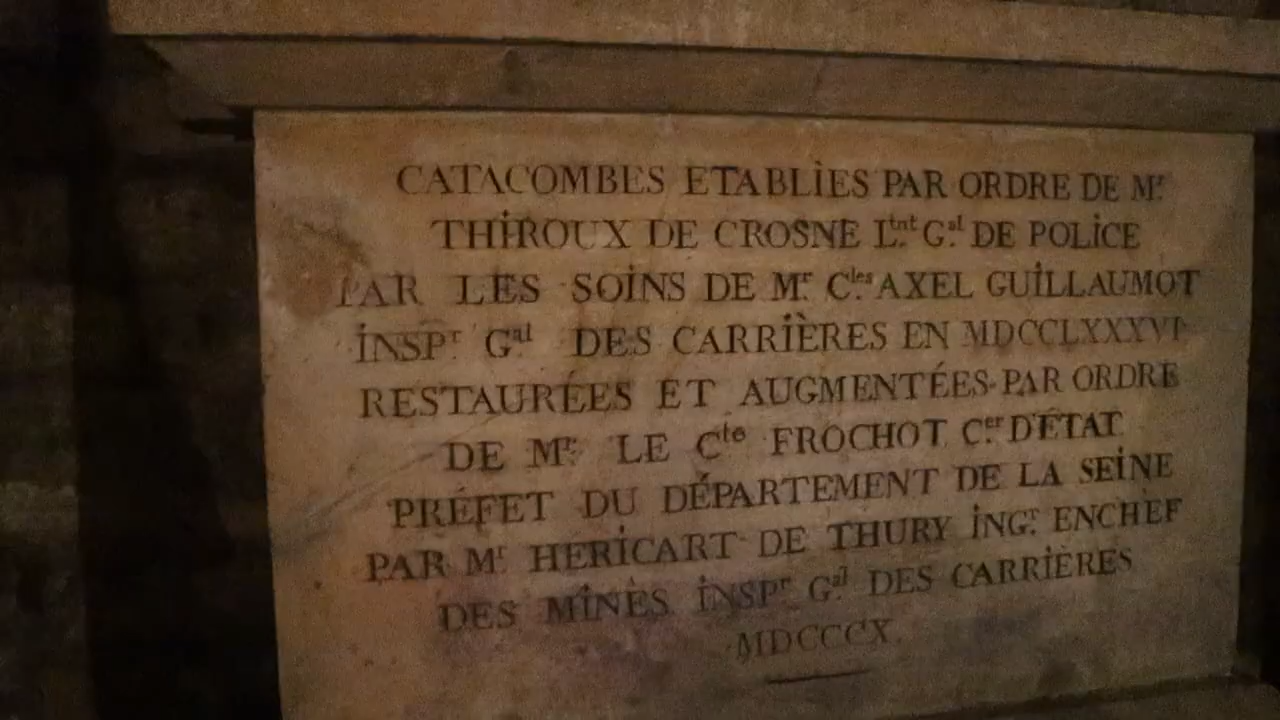 CATACOMBES ETABLIES PAR ORDRE DE Mr
THIROUX DE CROSNE Ltnt. Gal. DE POLICE
PAR LES SOINS DE Mr. Cles. AXEL GUILLAUMOT
INSPr. Gal DES CARRIÈRES EN MDCCLXXXVI
RESTAURÉES ET AUGMENTÉES PAR ORDRE
DE Mr. LE Cte FROCHOT Cer D'ÉTAT
PRÉFET DU DÉPARTEMENT DE LA SEINE
PAR Mr HERICART DE THURY INGr. ENCHEF
DES MINES INSPr. Gal. DES CARRIÈRES
MDCCCX